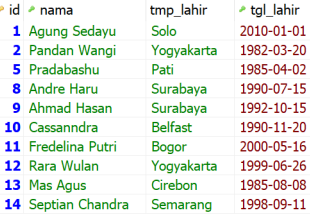 id nama tmp_lahir tgl_lahir
1 Agung Sedayu Solo 2010-01-01
2 Pandan Wangi Yogyakarta 1982-03-20
5 Pradabashu Pati 1985-04-02
8 Andre Haru Surabaya 1990-07-15
9 Ahmad Hasan Surabaya 1992-10-15
10 Cassanndra Belfast 1990-11-20
11 Fredelina Putri Bogor 2000-05-16
12 Rara Wulan Yogyakarta 1999-06-26
13 Mas Agus Cirebon 1985-08-08
14 Septian Chandra Semarang 1998-09-11